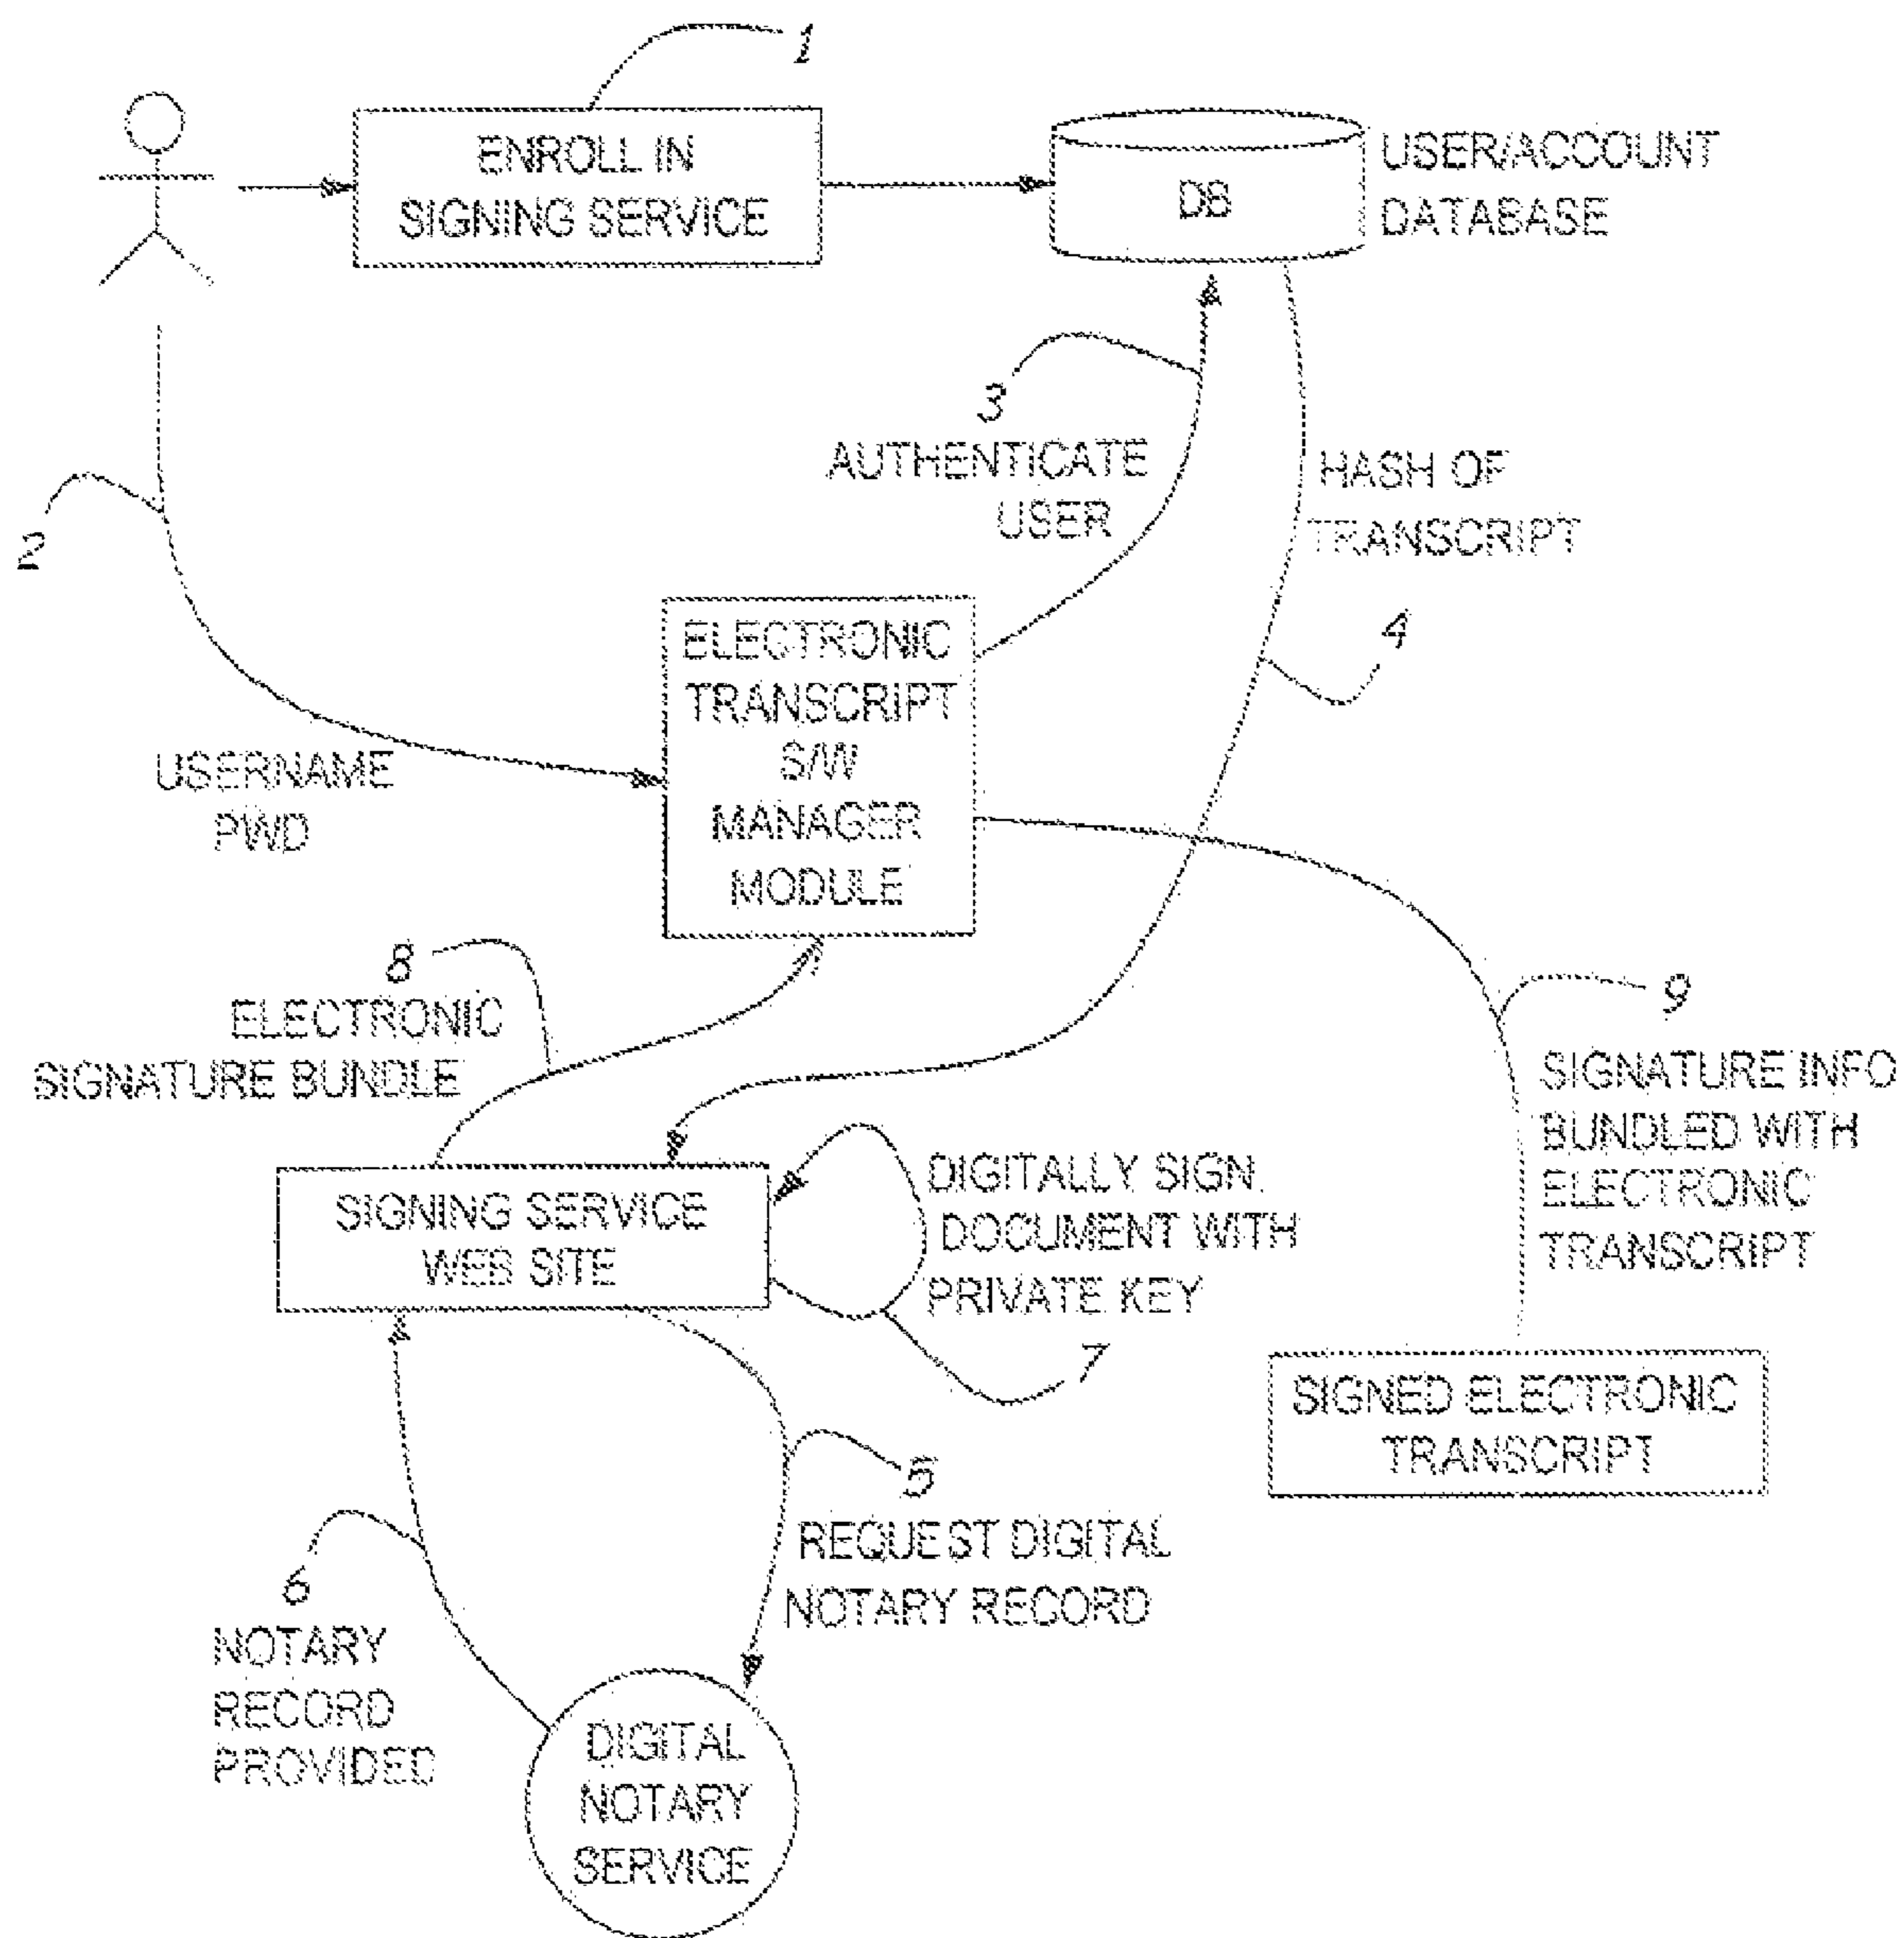 1
ENROLL IN
SIGNING SERVICE
DB
USER/ACCOUNT
DATABASE
2
USERNAME
PWD
3
AUTHENTICATE
USER
HASH OF
TRANSCRIPT
4
ELECTRONIC
TRANSCRIPT
S/W
MANAGER
MODULE
8
ELECTRONIC
SIGNATURE BUNDLE
9
SIGNATURE INFO
BUNDLED WITH
ELECTRONIC
TRANSCRIPT
SIGNING SERVICE
WEB SITE
DIGITALLY SIGN
DOCUMENT WITH
PRIVATE KEY
7
SIGNED ELECTRONIC
TRANSCRIPT
5
REQUEST DIGITAL
NOTARY RECORD
6
NOTARY
RECORD
PROVIDED
DIGITAL
NOTARY
SERVICE